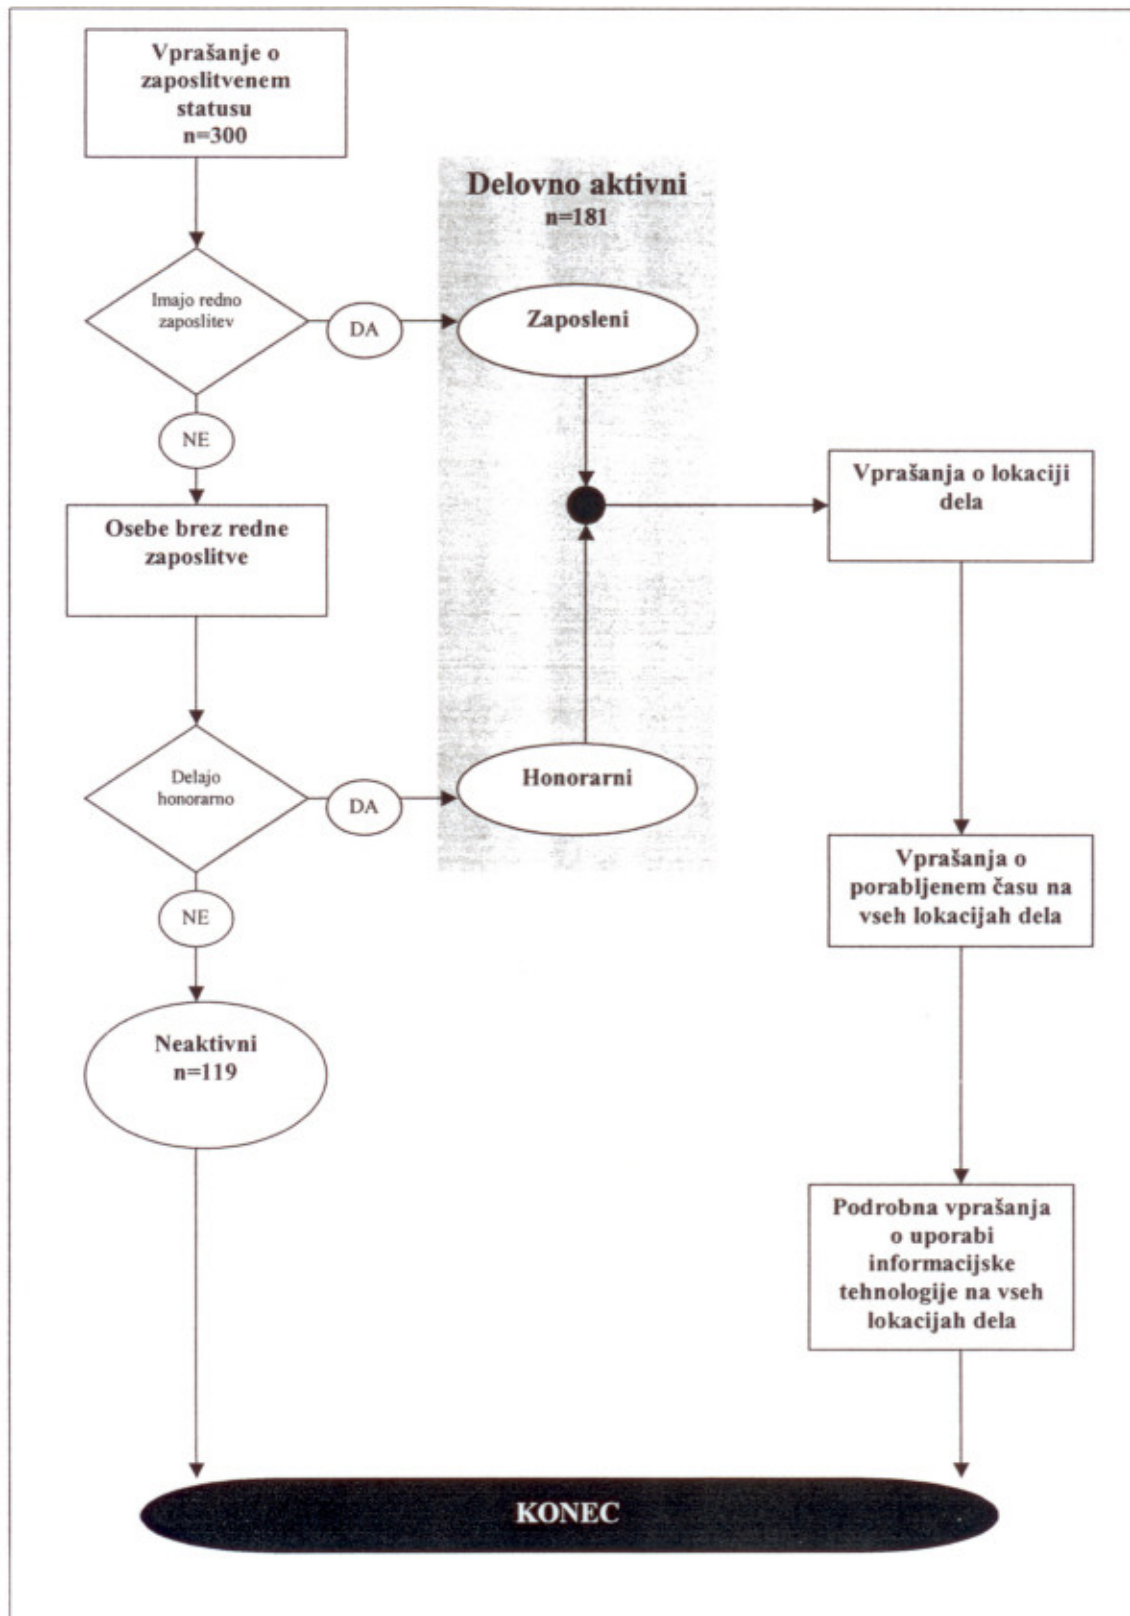 Vprašanje o
zaposlitvenem
statusu
n=300
Delovno aktivni
n=181
Imajo redno
zaposlitev
DA
Zaposleni
NE
Vprašanja o lokaciji
dela
Osebe brez redne
zaposlitve
Delajo
honorarno
DA
Honorarni
NE
Vprašanja o
porabljenem času na
vseh lokacijah dela
Neaktivni
n=119
Podrobna vprašanja
o uporabi
informacijske
tehnologije na vseh
lokacijah dela
KONEC